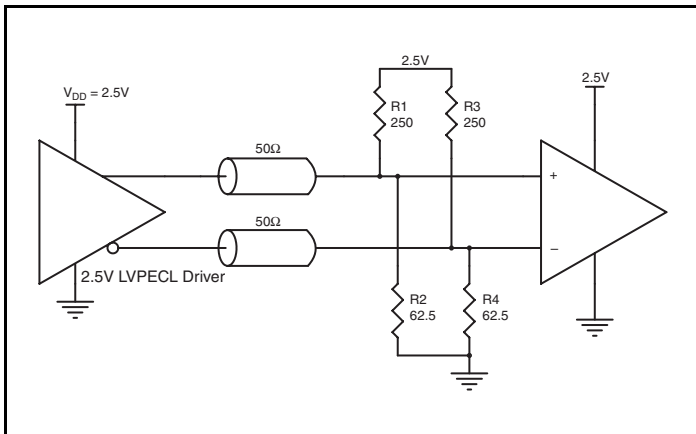 2.5V
2.5V
V_DD = 2.5V
R1
250
R3
250
50Ω
+
50Ω
–
2.5V LVPECL Driver
R2
62.5
R4
62.5